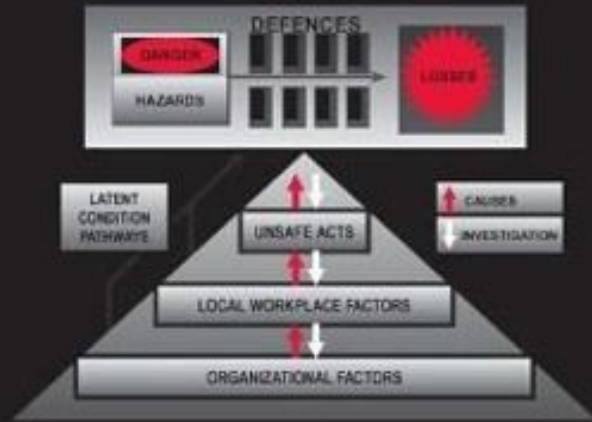 DEFENCES
DANGER
HAZARDS
LOSSES
LATENT
CONDITION
PATHWAYS
CAUSES
INVESTIGATION
UNSAFE ACTS
LOCAL WORKPLACE FACTORS
ORGANIZATIONAL FACTORS